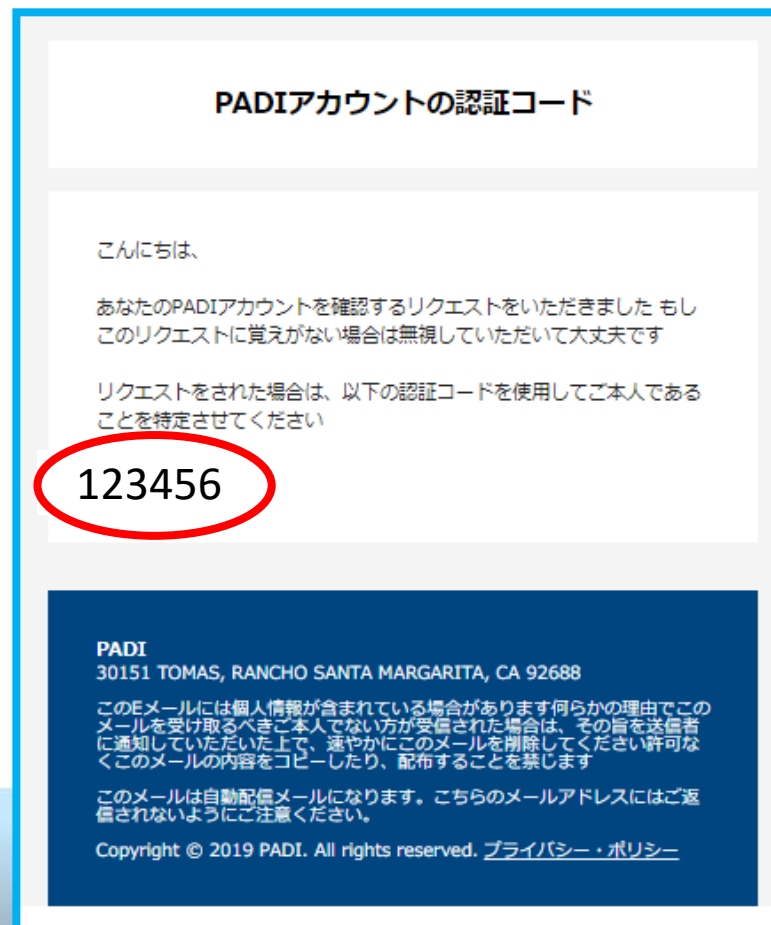 PADIアカウントの認証コード
こんにちは、
あなたのPADIアカウントを確認するリクエストをいただきました もし
このリクエストに覚えがない場合は無視していただいて大丈夫です
リクエストをされた場合は、以下の認証コードを使用してご本人である
ことを特定させてください
123456
PADI
30151 TOMAS, RANCHO SANTA MARGARITA, CA 92688
このEメールには個人情報が含まれている場合があります何らかの理由でこの
メールを受け取るべきご本人でない方が受信された場合は、その旨を送信者
に通知していただいた上で、速やかにこのメールを削除してください許可な
くこのメールの内容をコピーしたり、配布することを禁じます
このメールは自動配信メールになります。こちらのメールアドレスにはご返
信されないようにご注意ください。
Copyright © 2019 PADI. All rights reserved. プライバシー・ポリシー